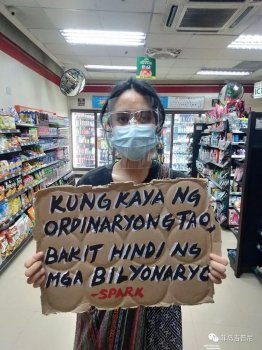 KUNG KAYA NG
ORDINARYONG TAO,
BAKIT HINDI NG
MGA BILYONARYO
-SPARK